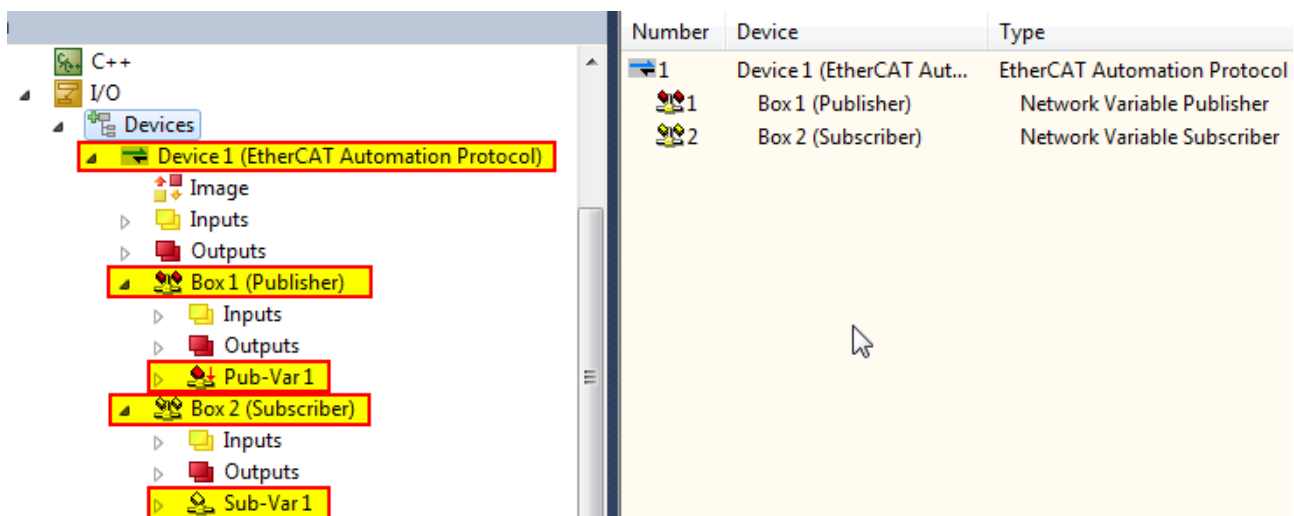 C++
I/O
Devices
Device 1 (EtherCAT Automation Protocol)
Image
Inputs
Outputs
Box 1 (Publisher)
Inputs
Outputs
Pub-Var 1
Box 2 (Subscriber)
Inputs
Outputs
Sub-Var 1
Number Device Type
1 Device 1 (EtherCAT Aut... EtherCAT Automation Protocol
1 Box 1 (Publisher) Network Variable Publisher
2 Box 2 (Subscriber) Network Variable Subscriber